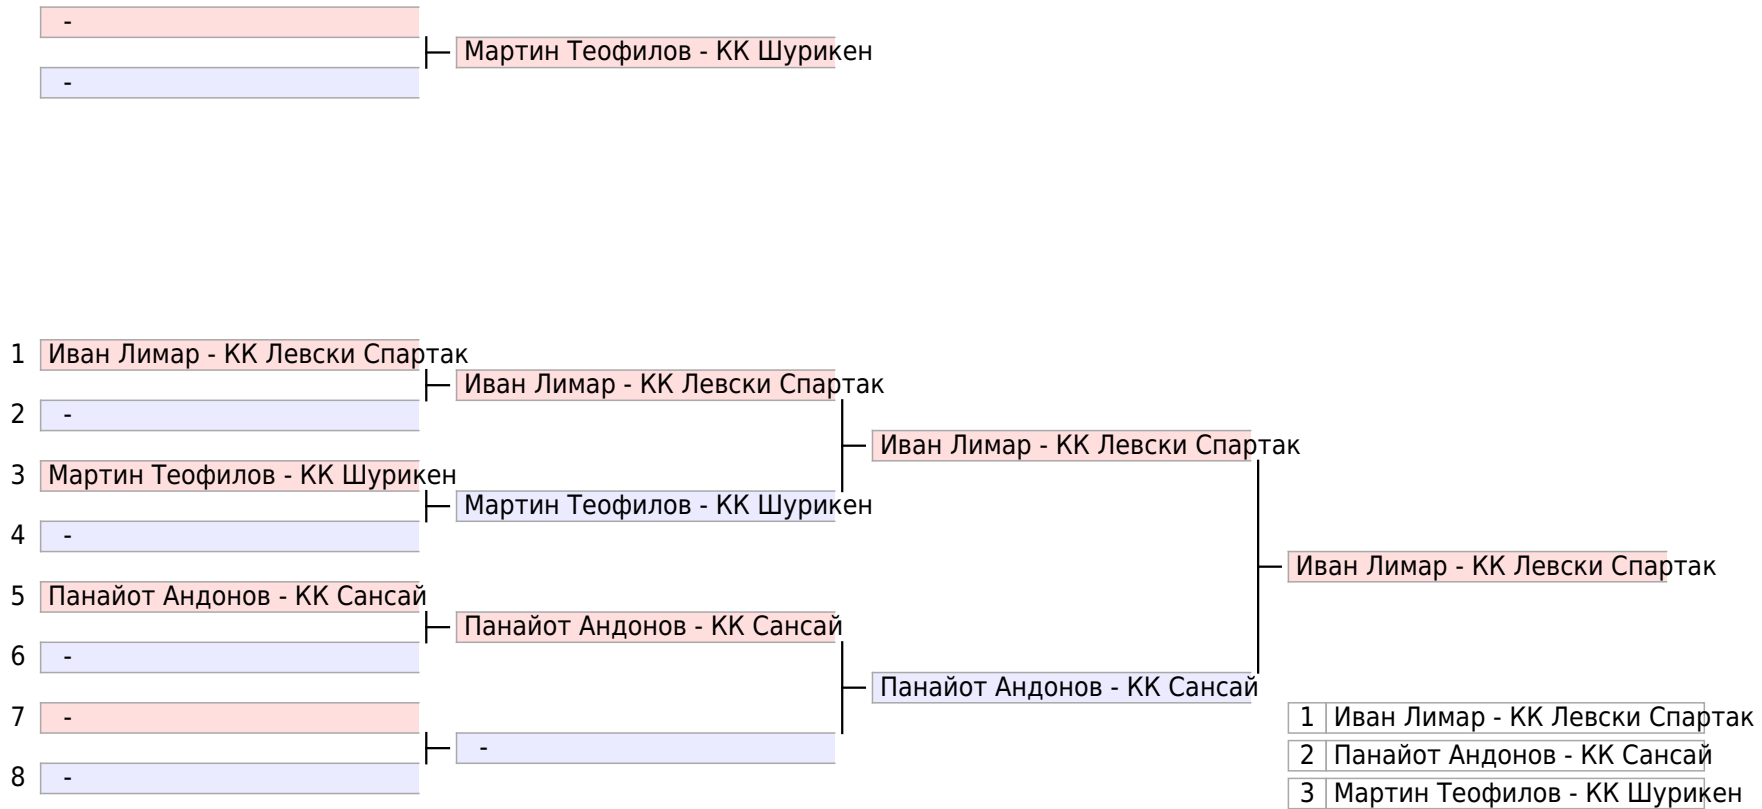 -
Мартин Теофилов - КК Шурикен
-
1 Иван Лимар - КК Левски Спартак
Иван Лимар - КК Левски Спартак
2 -
Иван Лимар - КК Левски Спартак
3 Мартин Теофилов - КК Шурикен
Мартин Теофилов - КК Шурикен
4 -
Иван Лимар - КК Левски Спартак
5 Панайот Андонов - КК Сансай
Панайот Андонов - КК Сансай
6 -
Панайот Андонов - КК Сансай
7 -
1 Иван Лимар - КК Левски Спартак
-
2 Панайот Андонов - КК Сансай
8 -
3 Мартин Теофилов - КК Шурикен